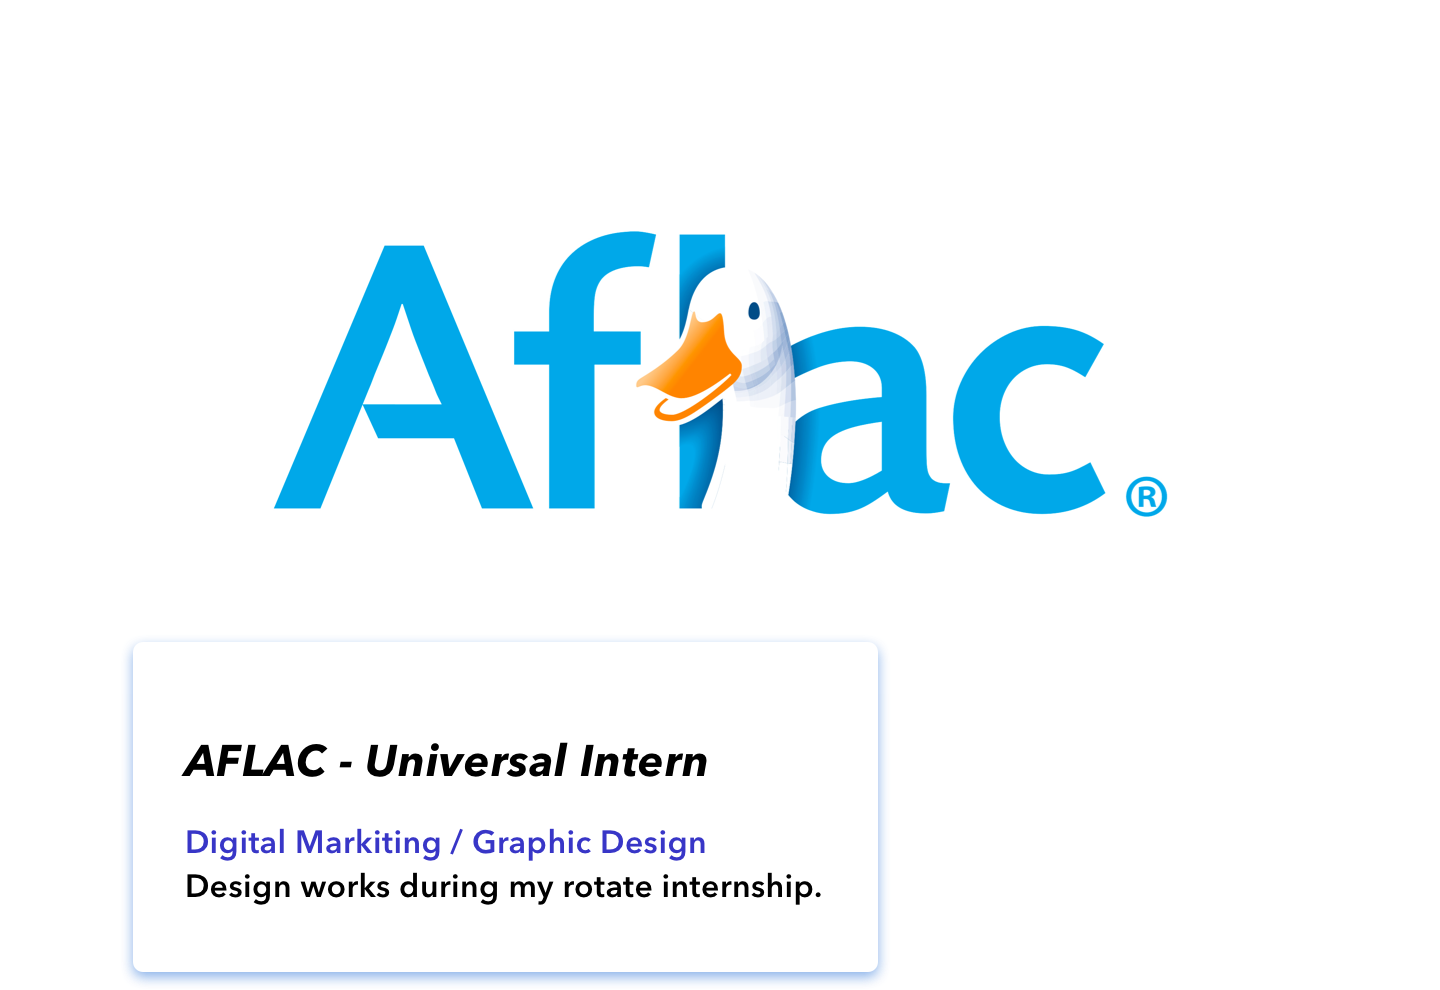 Aflac®
AFLAC - Universal Intern
Digital Markiting / Graphic Design
Design works during my rotate internship.